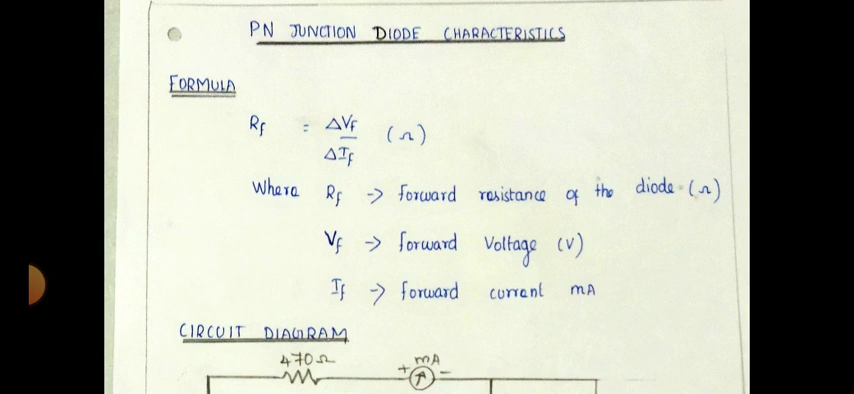 PN JUNCTION DIODE CHARACTERISTICS
FORMULA
Rf = ΔVf / ΔIf (Ω)
Where Rf -> forward resistance of the diode (Ω)
Vf -> forward Voltage (V)
If -> forward current mA
CIRCUIT DIAGRAM
470Ω + mA -